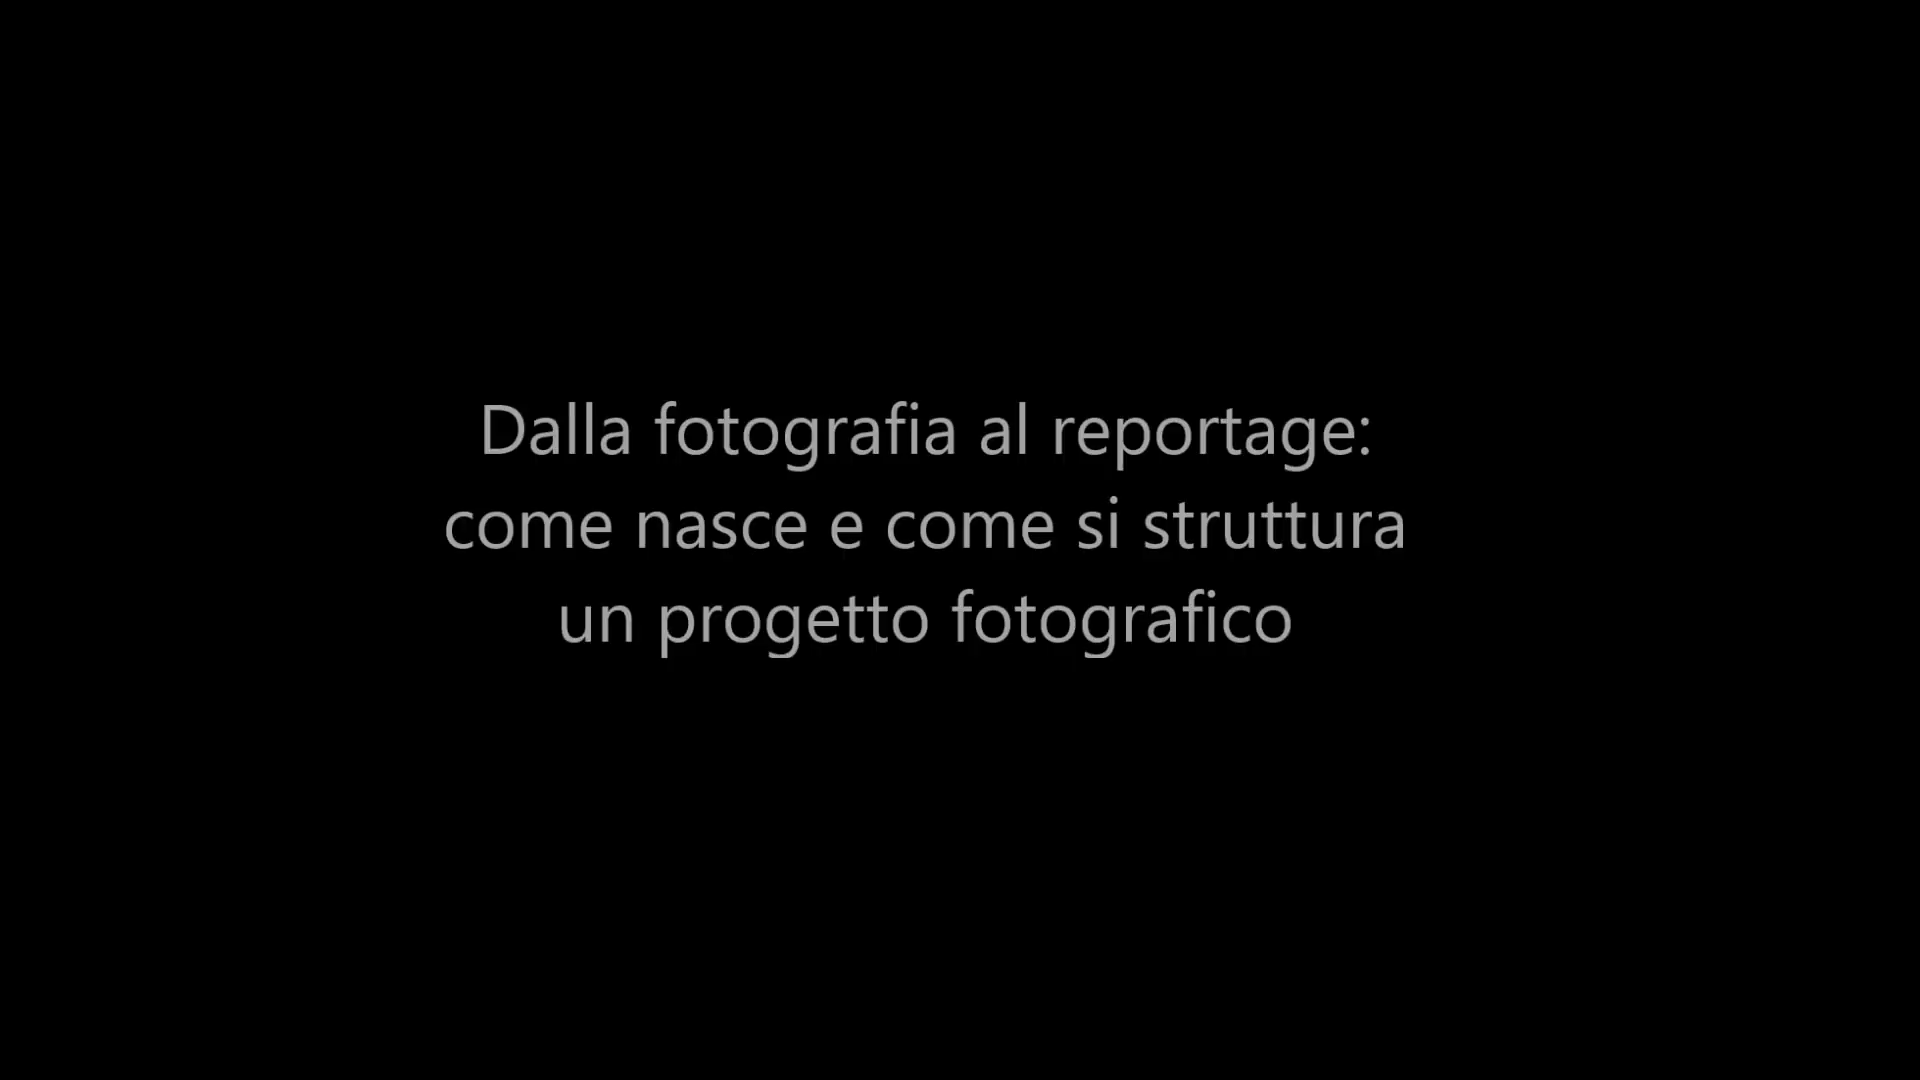 Dalla fotografia al reportage:
come nasce e come si struttura
un progetto fotografico